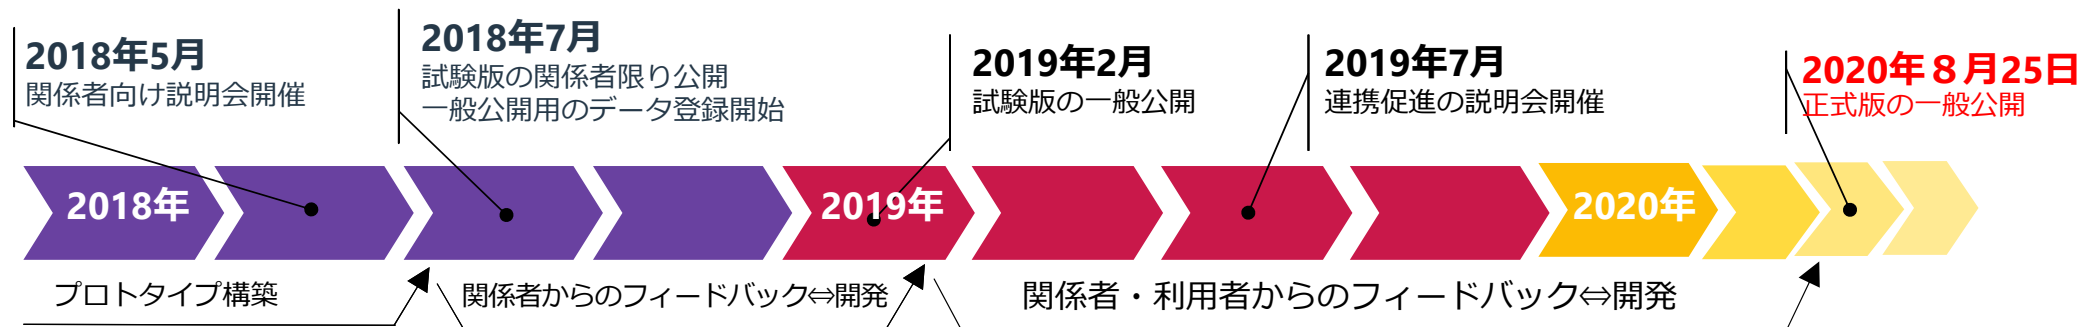 2018年5月
関係者向け説明会開催
2018年7月
試験版の関係者限り公開
一般公開用のデータ登録開始
2019年2月
試験版の一般公開
2019年7月
連携促進の説明会開催
2020年８月25日
正式版の一般公開
2018年
2019年
2020年
プロトタイプ構築
関係者からのフィードバック⇔開発
関係者・利用者からのフィードバック⇔開発